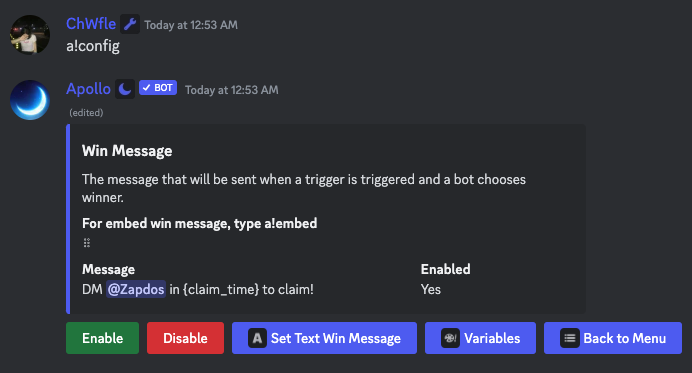 ChWfle Today at 12:53 AM
a!config
Apollo BOT Today at 12:53 AM
(edited)
Win Message
The message that will be sent when a trigger is triggered and a bot chooses
winner.
For embed win message, type a!embed
Message Enabled
DM @Zapdos in {claim_time} to claim! Yes
Enable Disable A Set Text Win Message Variables Back to Menu